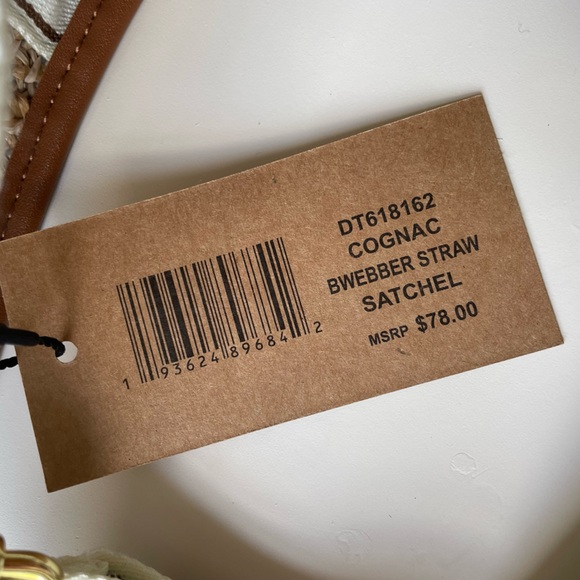 DT618162
COGNAC
BWEBBER STRAW
SATCHEL
MSRP $78.00
1 93624 89684 2